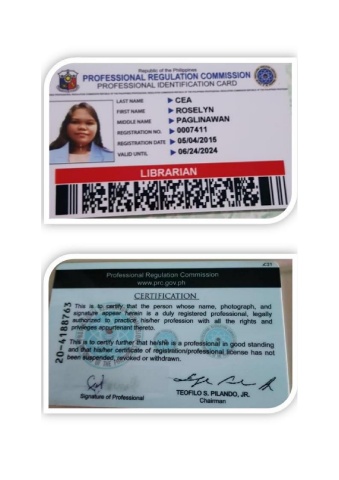 Republic of the Philippines
PROFESSIONAL REGULATION COMMISSION
PROFESSIONAL IDENTIFICATION CARD
LAST NAME CEA
FIRST NAME ROSELYN
MIDDLE NAME PAGLINAWAN
REGISTRATION NO. 0007411
REGISTRATION DATE 05/04/2015
VALID UNTIL 06/24/2024
LIBRARIAN
Professional Regulation Commission
www.prc.gov.ph
CERTIFICATION
20-4188763
This is to certify that the person whose name, photograph, and
signature appear herein is a duly registered professional, legally
authorized to practice his/her profession with all the rights and
privileges appurtenant thereto.
This is to certify further that he/she is a professional in good standing
and that his/her certificate of registration/professional license has not
been suspended, revoked or withdrawn.
Signature of Professional
TEOFILO S. PILANDO, JR.
Chairman